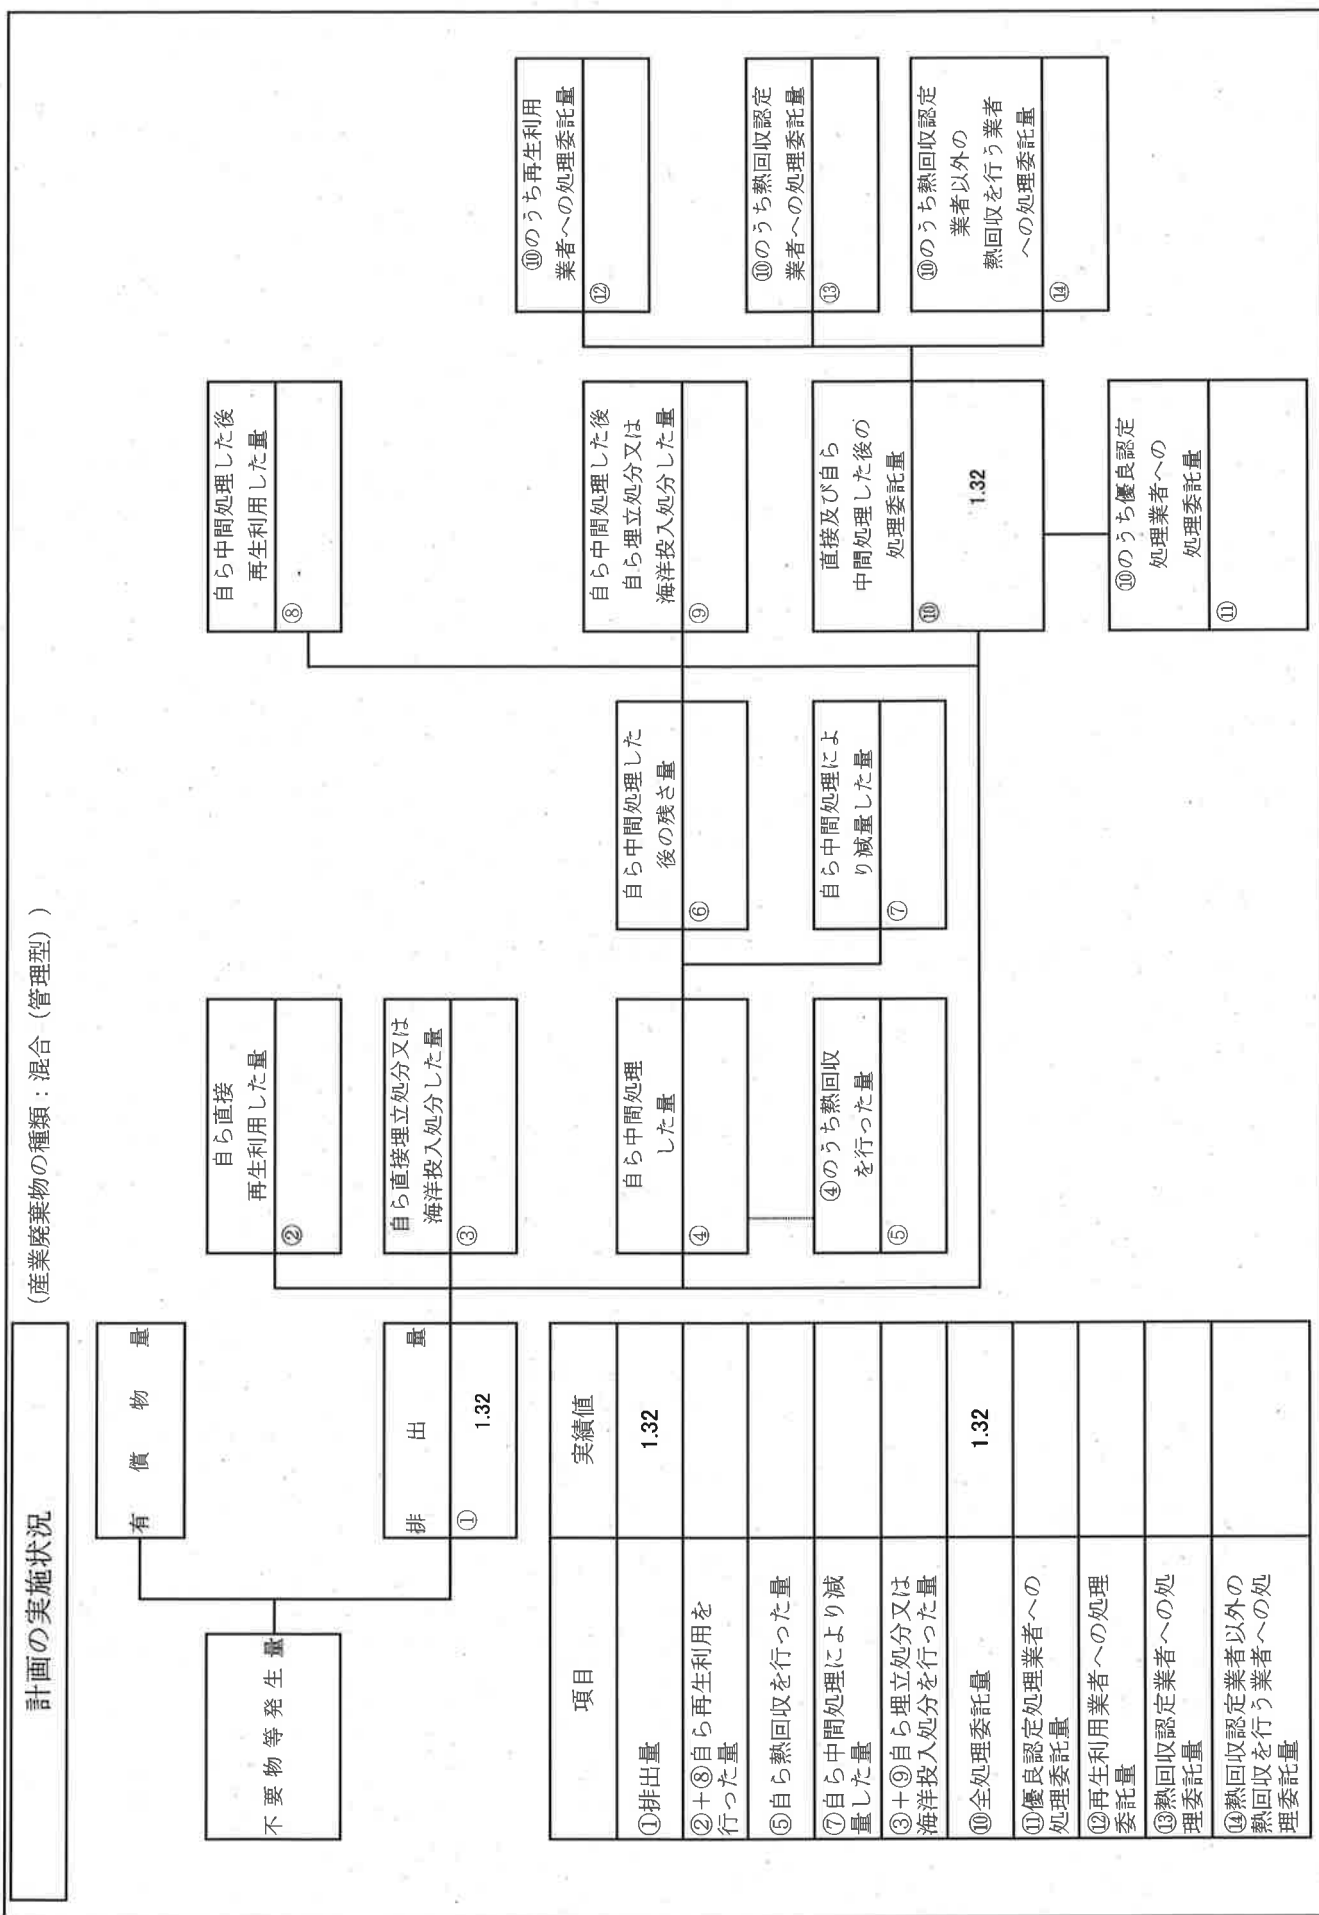 計画の実施状況
(産業廃棄物の種類:混合(管理型))
不要物等発生量
有償物量
排出量
①
1.32
自ら直接
再生利用した量
②
自ら直接埋立処分又は
海洋投入処分した量
③
自ら中間処理
した量
④
④のうち熱回収
を行った量
⑤
自ら中間処理した
後の残さ量
⑥
自ら中間処理によ
り減量した量
⑦
自ら中間処理した後
再生利用した量
⑧
自ら中間処理した後
自ら埋立処分又は
海洋投入処分した量
⑨
直接及び自ら
中間処理した後の
処理委託量
⑩
1.32
⑩のうち優良認定
処理業者への
処理委託量
⑪
⑩のうち再生利用
業者への処理委託量
⑫
⑩のうち熱回収認定
業者への処理委託量
⑬
⑩のうち熱回収認定
業者以外の
熱回収を行う業者
への処理委託量
⑭
項目
実績値
①排出量
1.32
②+⑧自ら再生利用を
行った量
⑤自ら熱回収を行った量
⑦自ら中間処理により減
量した量
③+⑨自ら埋立処分又は
海洋投入処分を行った量
⑩全処理委託量
1.32
⑪優良認定処理業者への
処理委託量
⑫再生利用業者への処理
委託量
⑬熱回収認定業者への処
理委託量
⑭熱回収認定業者以外の
熱回収を行う業者への処
理委託量